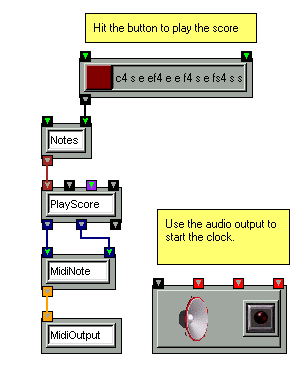 Hit the button to play the score
c4 s e ef4 e e f4 s e fs4 s s
Notes
PlayScore
Use the audio output to
start the clock.
MidiNote
MidiOutput